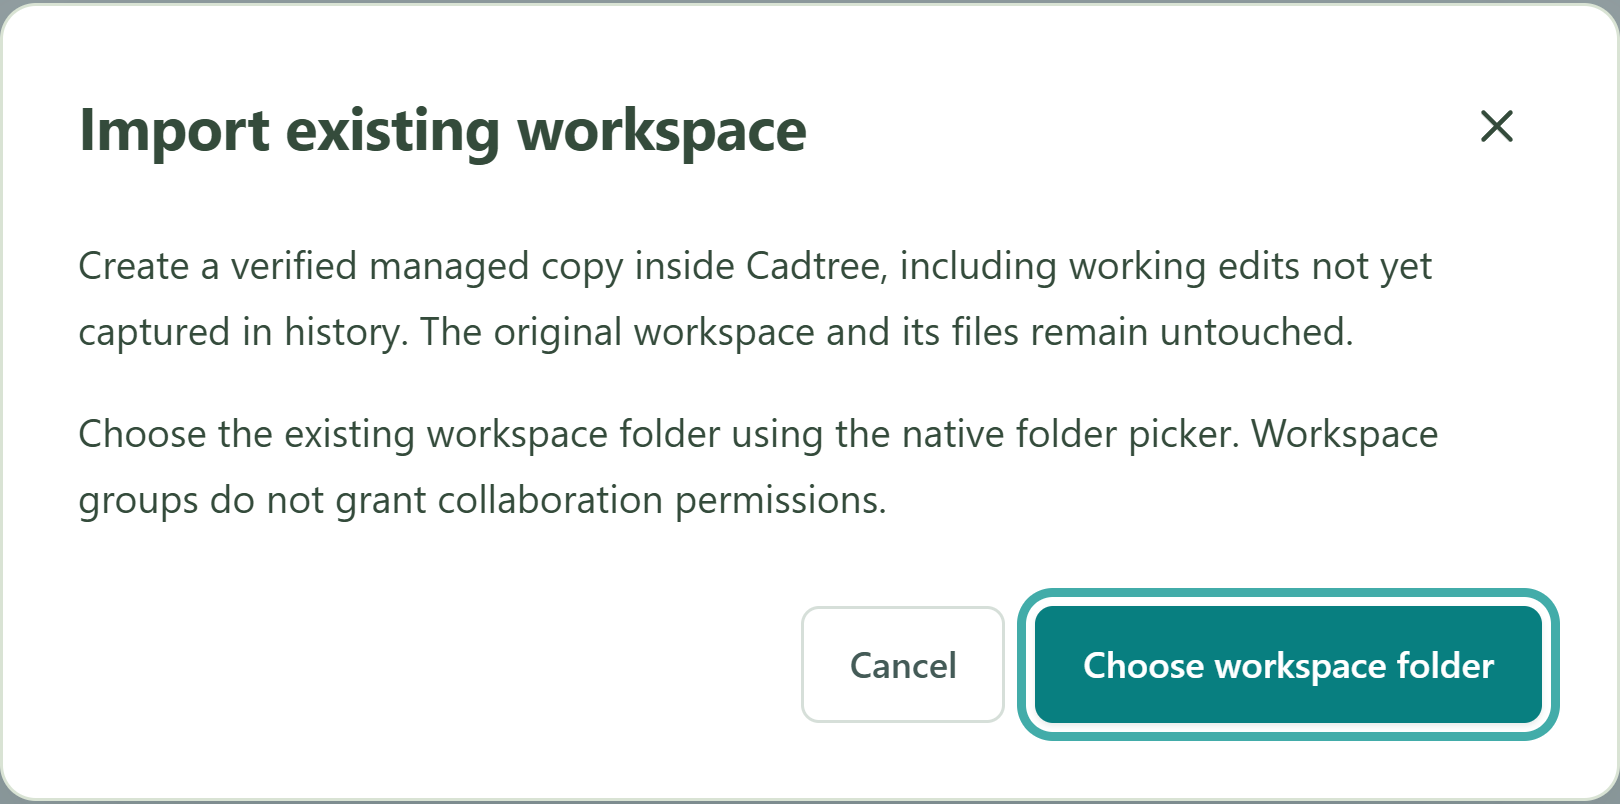 Import existing workspace
Create a verified managed copy inside Cadtree, including working edits not yet
captured in history. The original workspace and its files remain untouched.
Choose the existing workspace folder using the native folder picker. Workspace
groups do not grant collaboration permissions.
Cancel
Choose workspace folder